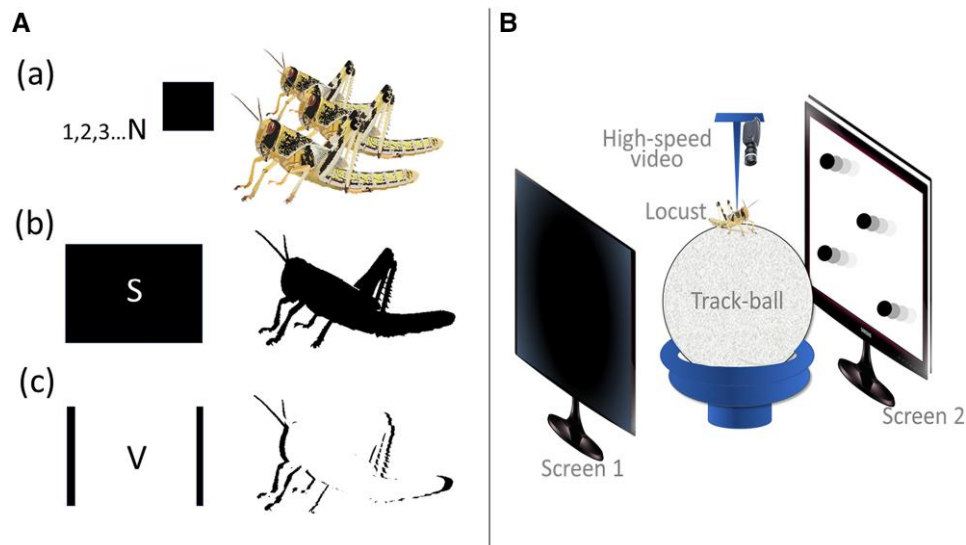 A
(a)
1,2,3...N
(b)
S
(c)
V
B
High-speed
video
Locust
Track-ball
Screen 1
Screen 2